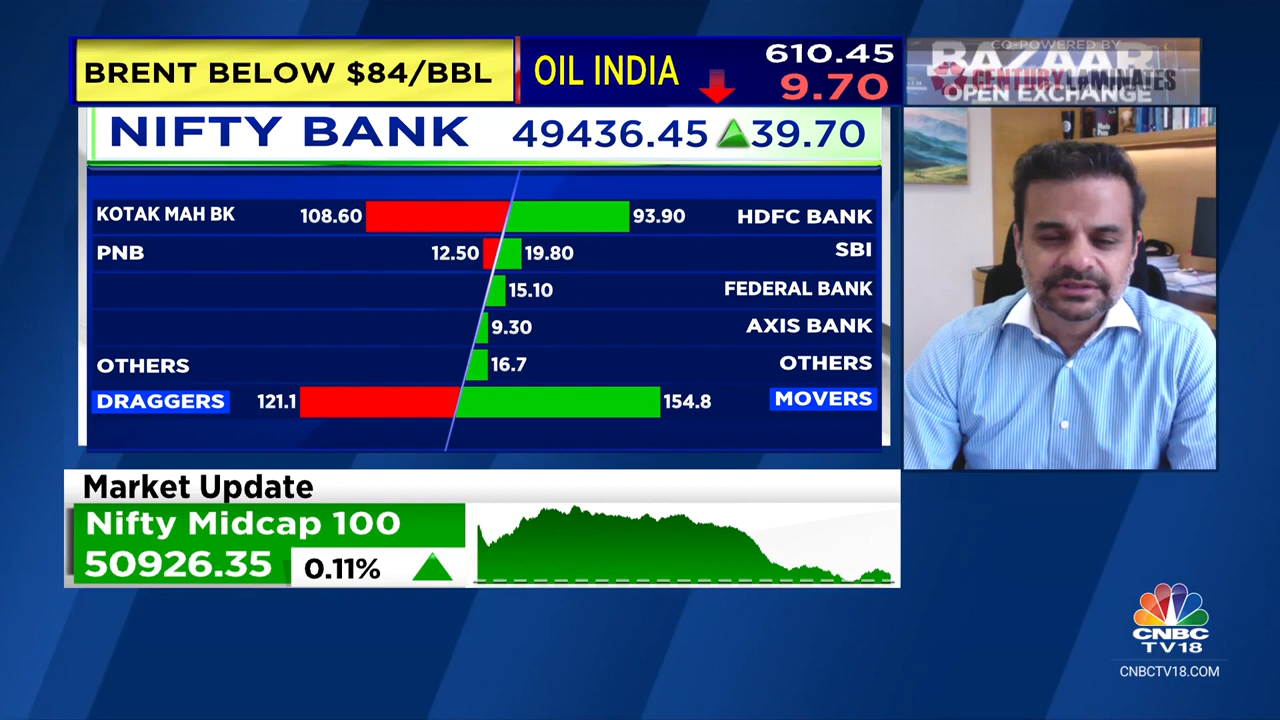 BRENT BELOW $84/BBL
OIL INDIA
610.45
9.70
CO-POWERED BY
BAZAAR
CENTURYLAMINATES
OPEN EXCHANGE
NIFTY BANK 49436.45 39.70
KOTAK MAH BK 108.60 93.90 HDFC BANK
PNB 12.50 19.80 SBI
15.10 FEDERAL BANK
9.30 AXIS BANK
OTHERS 16.7 OTHERS
DRAGGERS 121.1 154.8 MOVERS
Market Update
Nifty Midcap 100
50926.35 0.11%
CNBC
TV18
CNBCTV18.COM